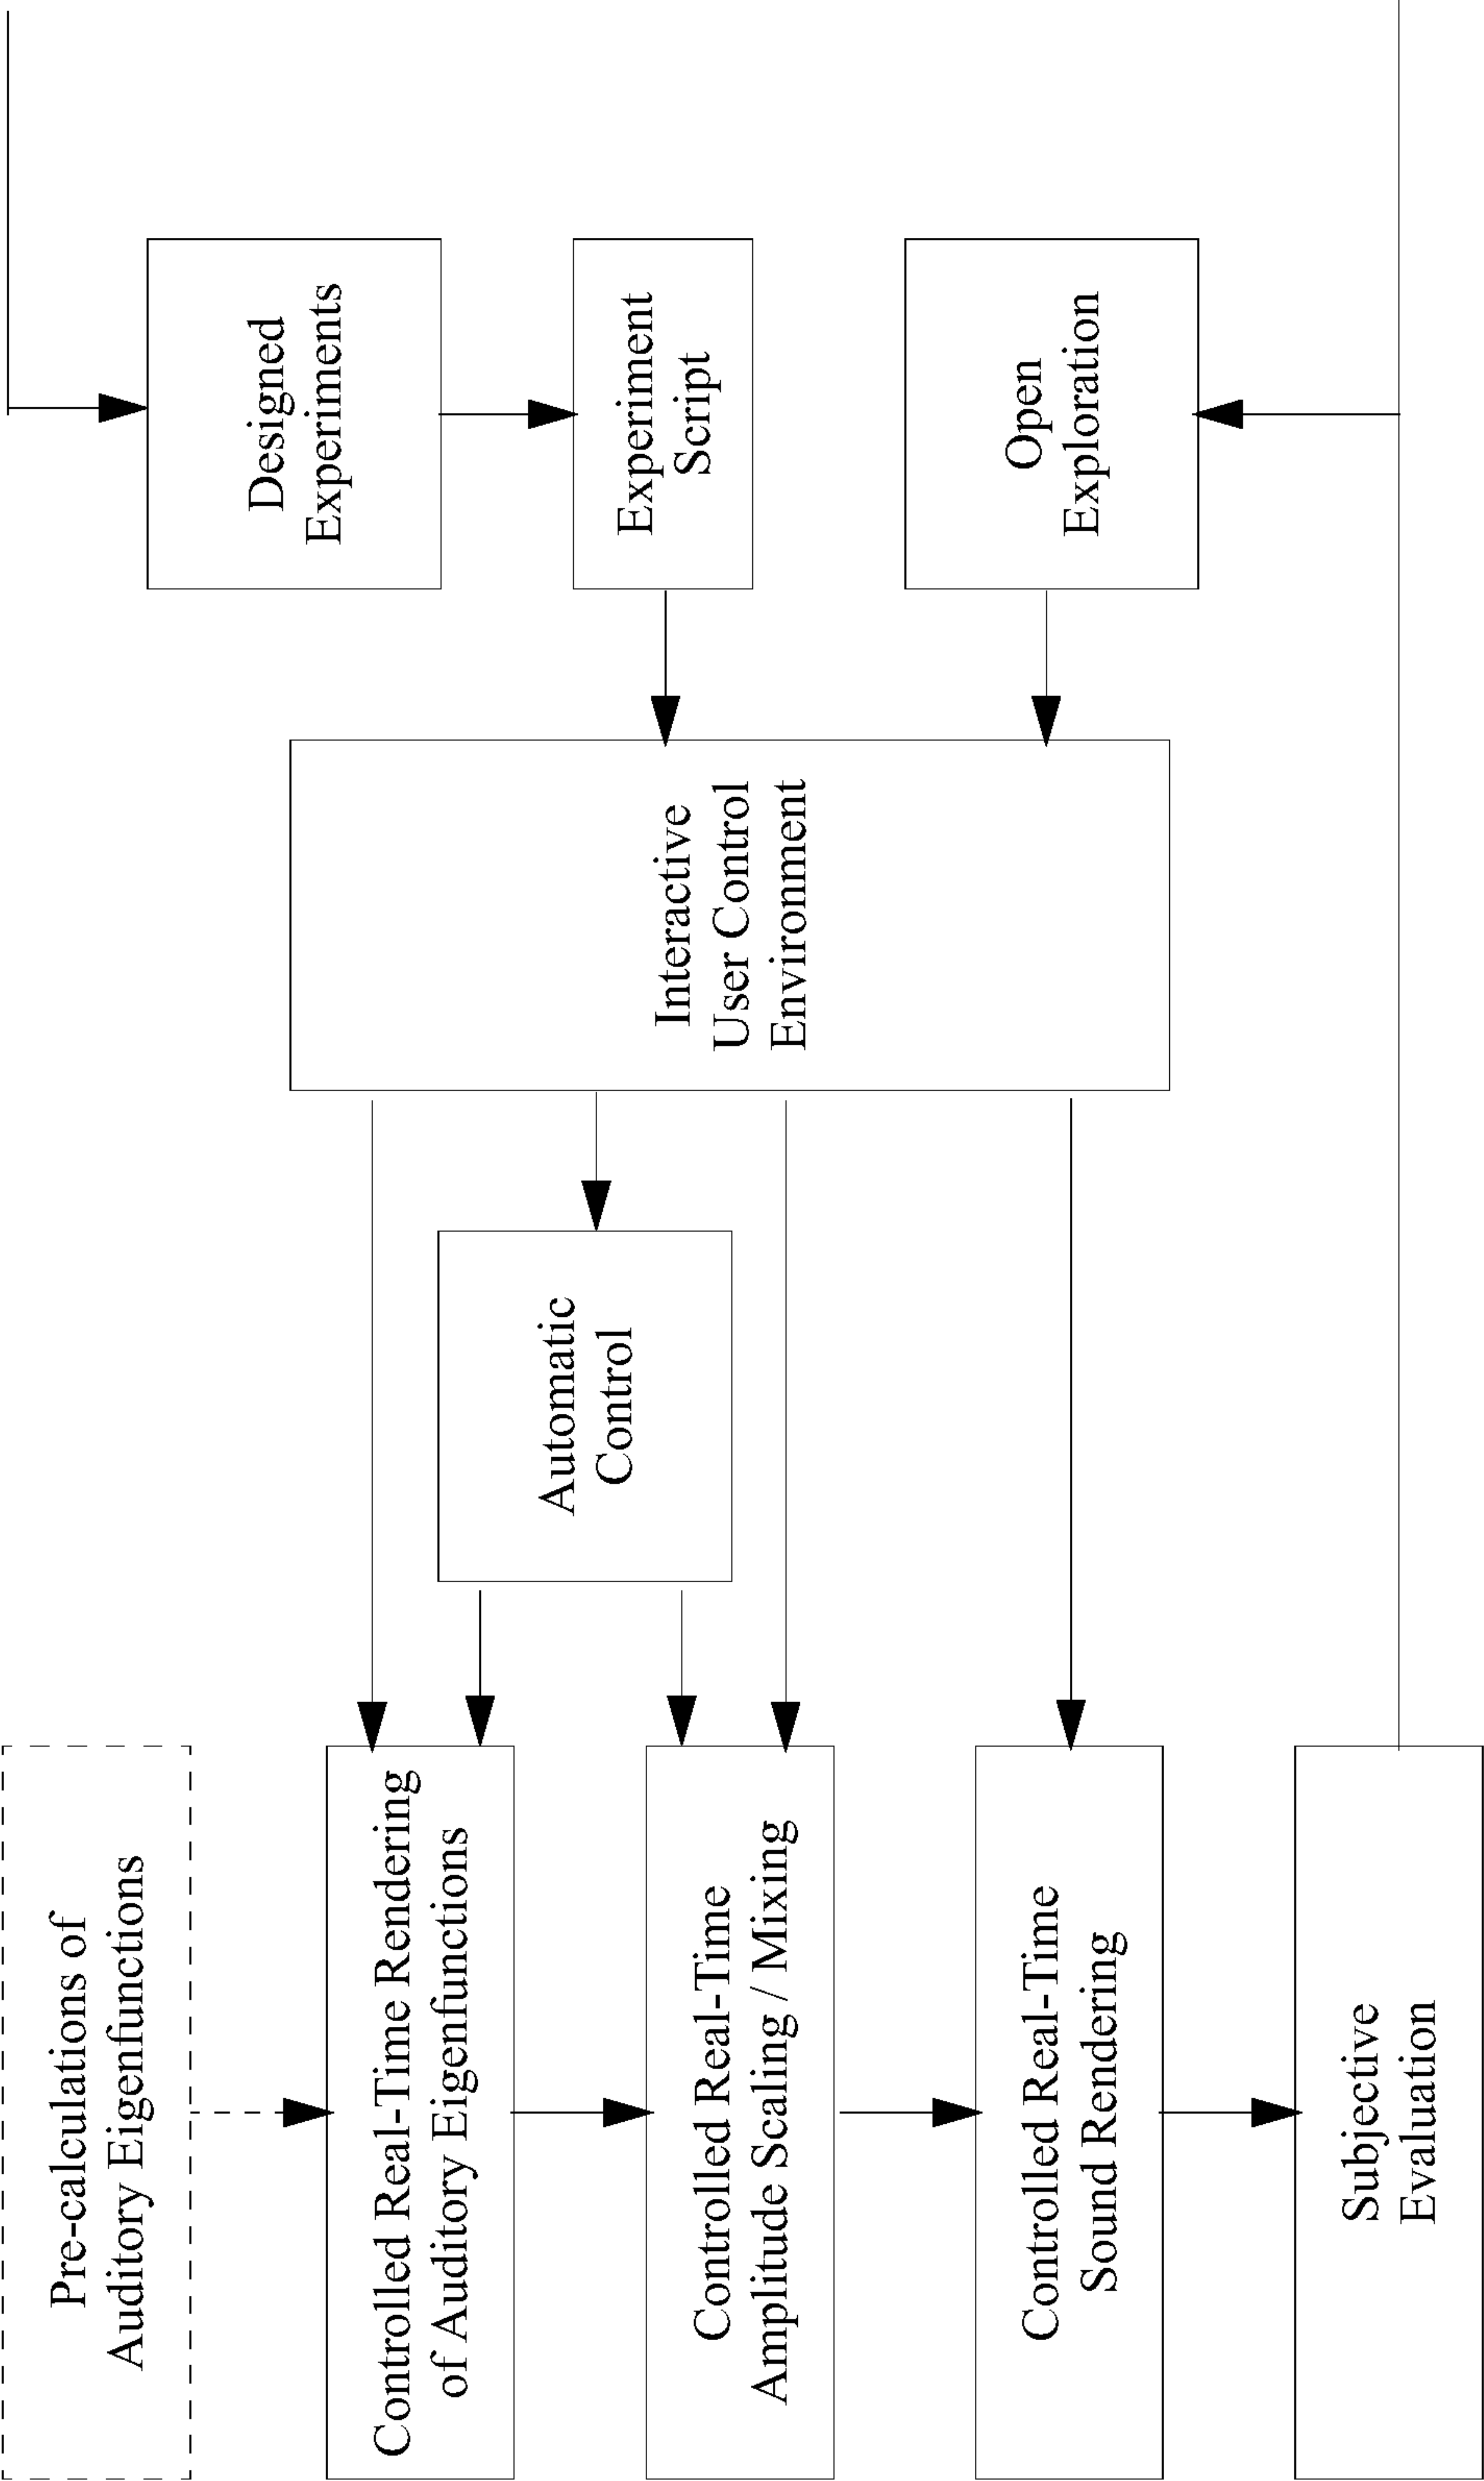 Pre-calculations of
Auditory Eigenfunctions
Controlled Real-Time Rendering
of Auditory Eigenfunctions
Controlled Real-Time
Amplitude Scaling / Mixing
Controlled Real-Time
Sound Rendering
Subjective
Evaluation
Automatic
Control
Interactive
User Control
Environment
Designed
Experiments
Experiment
Script
Open
Exploration